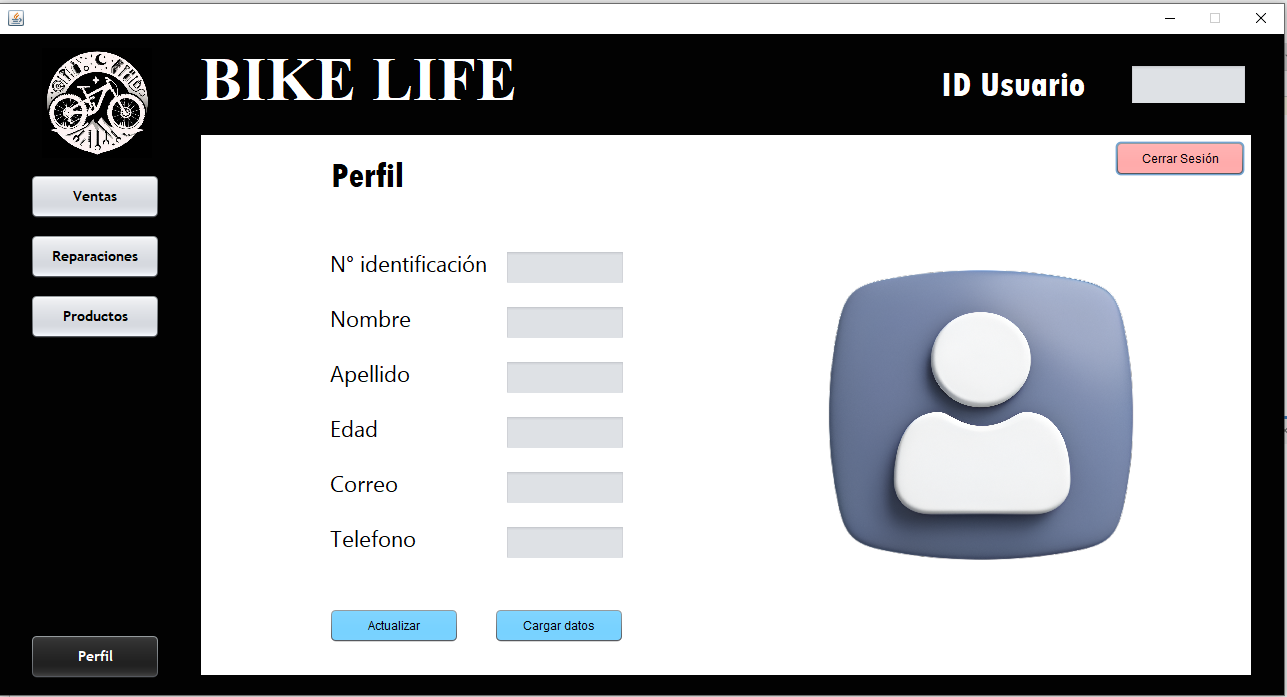 BIKE LIFE
ID Usuario
Cerrar Sesión
Perfil
Ventas
Reparaciones
Productos
N° identificación
Nombre
Apellido
Edad
Correo
Telefono
Actualizar
Cargar datos
Perfil